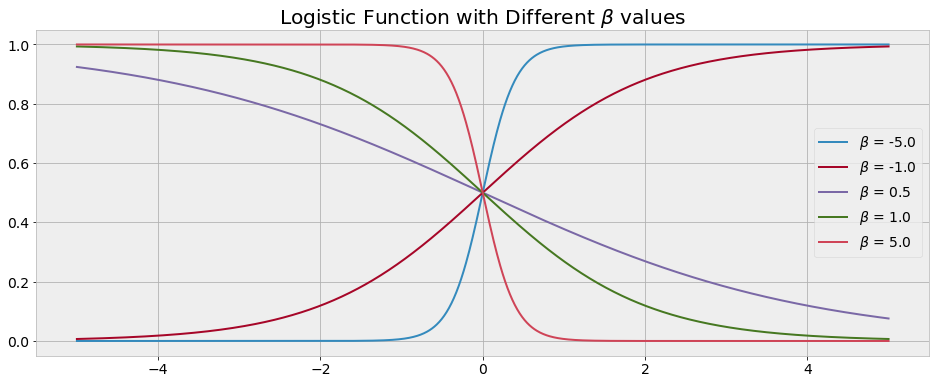 Logistic Function with Different β values
1.0
0.8
0.6
0.4
0.2
0.0
−4 −2 0 2 4
β = -5.0
β = -1.0
β = 0.5
β = 1.0
β = 5.0